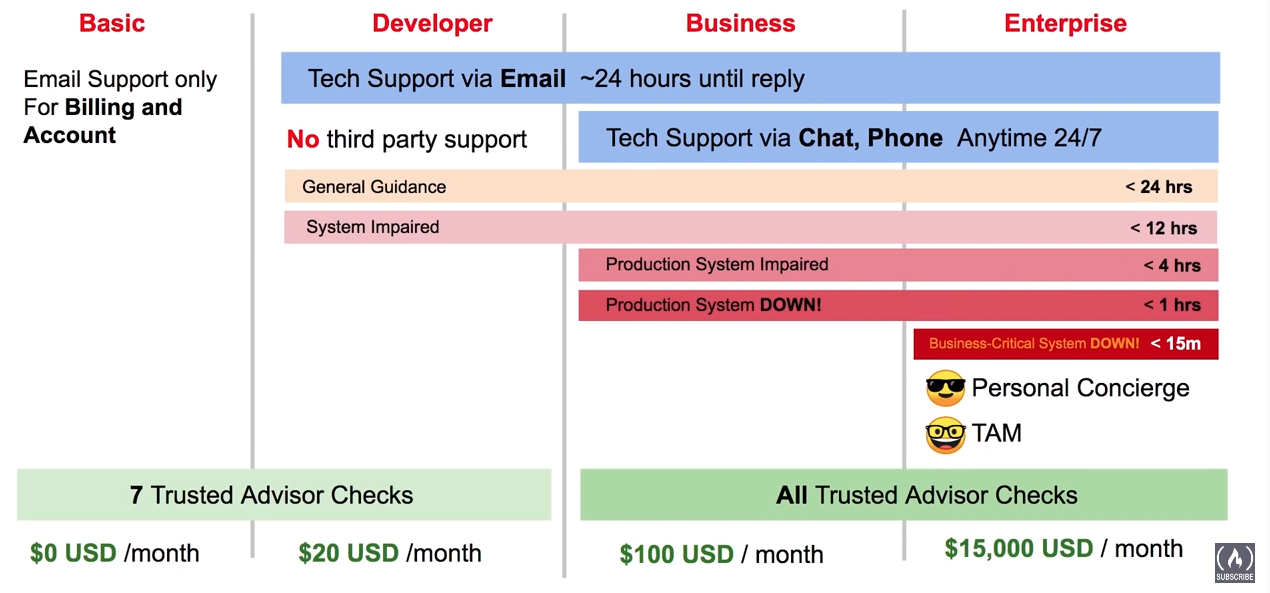 Basic
Developer
Business
Enterprise
Email Support only
For Billing and
Account
Tech Support via Email ~24 hours until reply
No third party support
Tech Support via Chat, Phone Anytime 24/7
General Guidance < 24 hrs
System Impaired < 12 hrs
Production System Impaired < 4 hrs
Production System DOWN! < 1 hrs
Business-Critical System DOWN! < 15m
Personal Concierge
TAM
7 Trusted Advisor Checks
All Trusted Advisor Checks
$0 USD /month
$20 USD /month
$100 USD / month
$15,000 USD / month
SUBSCRIBE